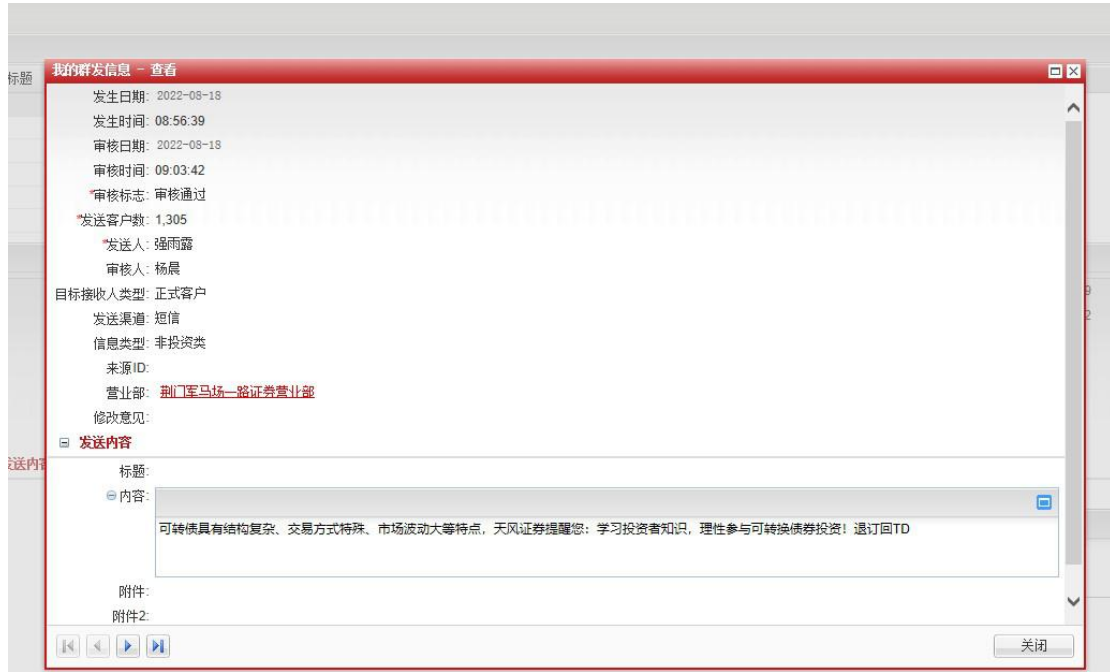 标题
我的群发信息 - 查看
发生日期: 2022-08-18
发生时间: 08:56:39
审核日期: 2022-08-18
审核时间: 09:03:42
*审核标志: 审核通过
*发送客户数: 1,305
*发送人: 强雨露
审核人: 杨晨
目标接收人类型: 正式客户
9
发送渠道: 短信
2
信息类型: 非投资类
来源ID:
营业部: 荆门军马场一路证券营业部
修改意见:
发送内容
发送内容
标题:
内容:
可转债具有结构复杂、交易方式特殊、市场波动大等特点，天风证券提醒您：学习投资者知识，理性参与可转换债券投资！退订回TD
附件:
附件2:
关闭